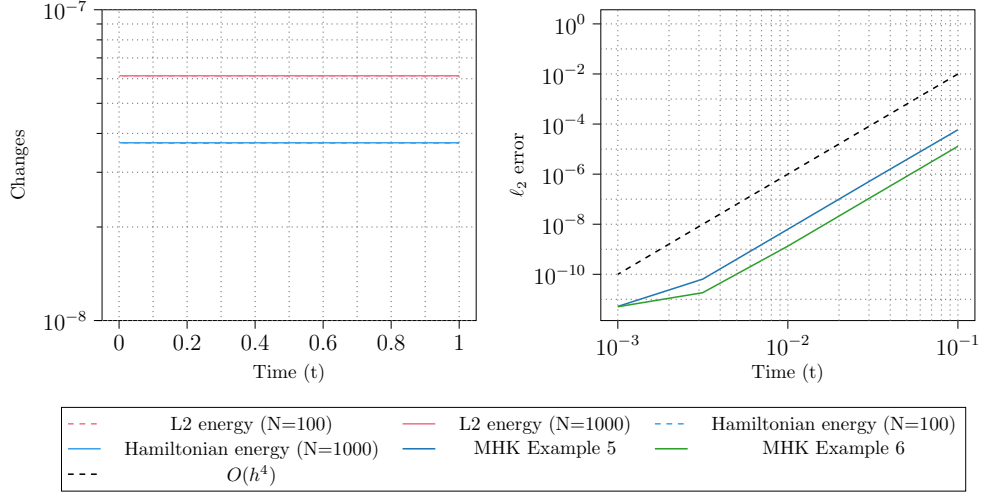 10^{-7}
10^{-8}
Changes
0 0.2 0.4 0.6 0.8 1
Time (t)
10^{0}
10^{-2}
10^{-4}
10^{-6}
10^{-8}
10^{-10}
ℓ_2 error
10^{-3} 10^{-2} 10^{-1}
Time (t)
L2 energy (N=100) L2 energy (N=1000) Hamiltonian energy (N=100)
Hamiltonian energy (N=1000) MHK Example 5 MHK Example 6
O(h^4)